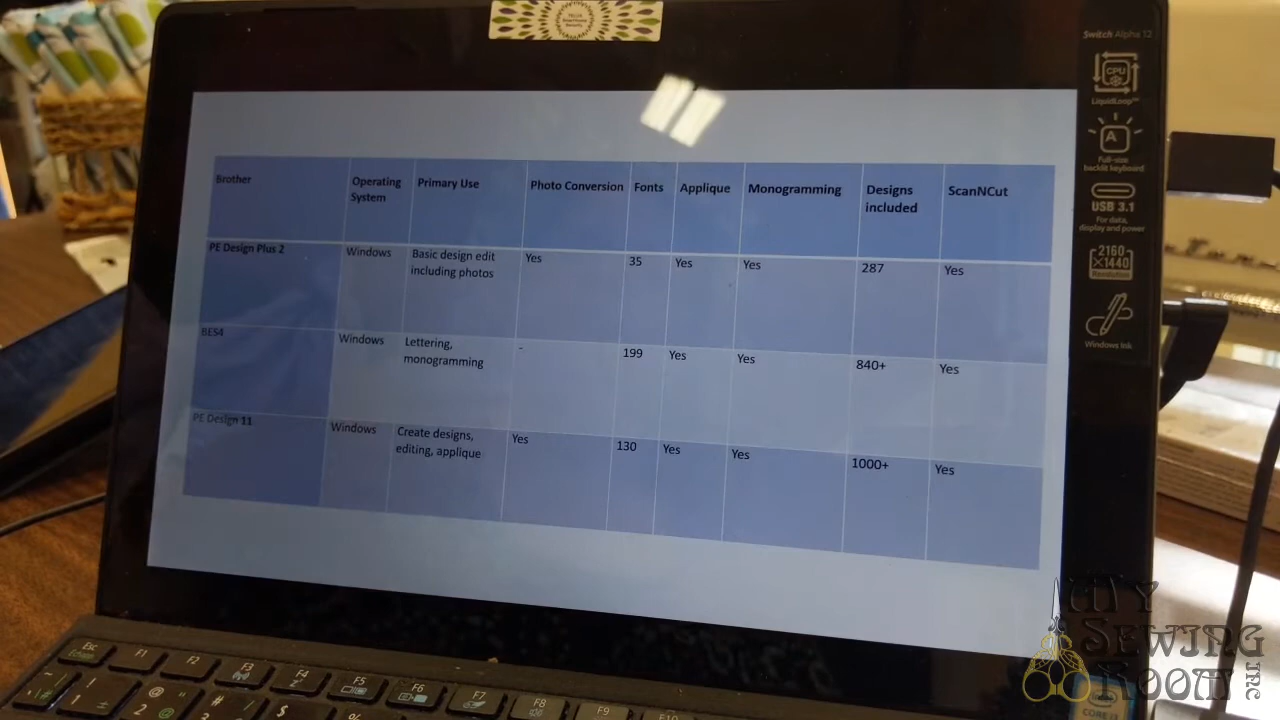 Switch Alpha 12
CPU
LiquidLoop™
A
Full-size
backlit keyboard
USB 3.1
For data,
display and power
2160
×1440
Resolution
Windows Ink
Brother
Operating System
Primary Use
Photo Conversion
Fonts
Applique
Monogramming
Designs included
ScanNCut
PE Design Plus 2
Windows
Basic design edit
including photos
Yes
35
Yes
Yes
287
Yes
BES4
Windows
Lettering,
monogramming
-
199
Yes
Yes
840+
Yes
PE Design 11
Windows
Create designs,
editing, applique
Yes
130
Yes
Yes
1000+
Yes
Esc
F1
F2
F3
F4
F5
F6
F7
F8
F9
F10
My
Sewing
Room
Inc